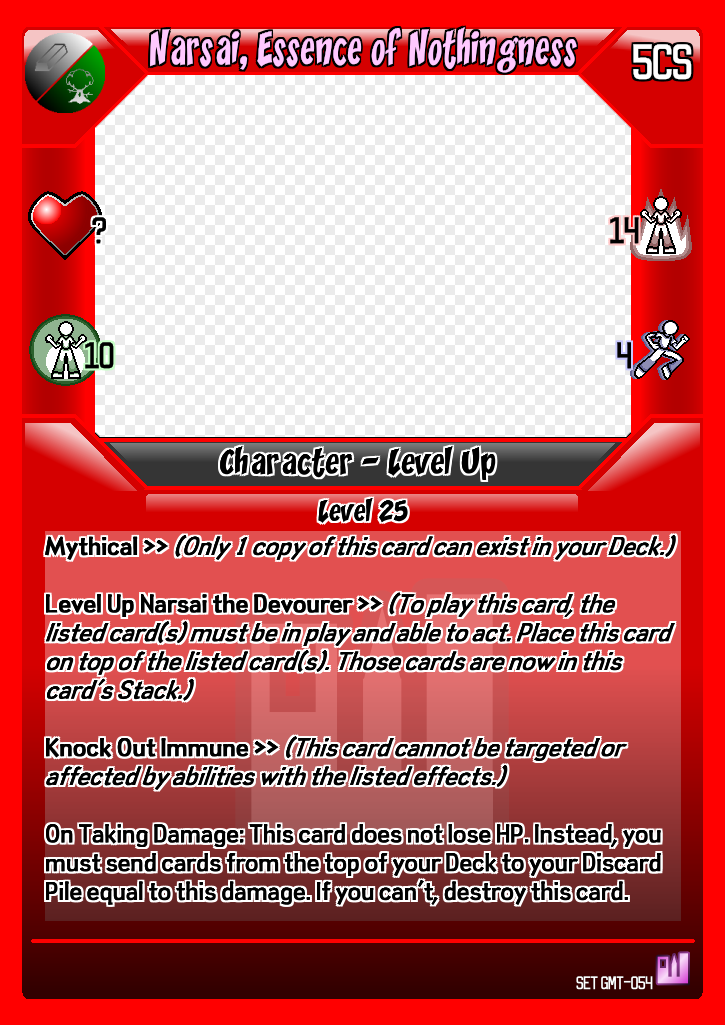 Narsai, Essence of Nothingness
5CS
?
14
10
4
Character - Level Up
Level 25
Mythical >> (Only 1 copy of this card can exist in your Deck.)
Level Up Narsai the Devourer >> (To play this card, the
listed card(s) must be in play and able to act. Place this card
on top of the listed card(s). Those cards are now in this
card's Stack.)
Knock Out Immune >> (This card cannot be targeted or
affected by abilities with the listed effects.)
On Taking Damage: This card does not lose HP. Instead, you
must send cards from the top of your Deck to your Discard
Pile equal to this damage. If you can't, destroy this card.
SET GMT-054